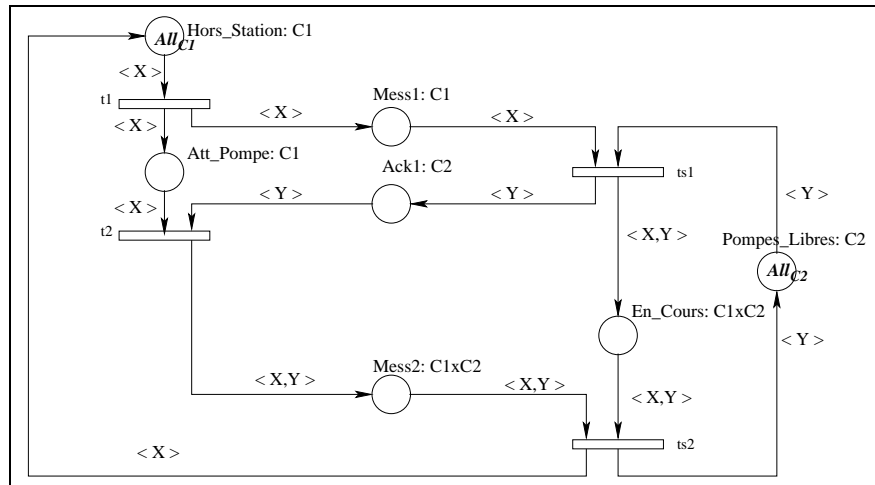 Hors_Station: C1
All C1
< X >
t1
< X >
< X >
Mess1: C1
< X >
Att_Pompe: C1
Ack1: C2
ts1
< X >
< Y >
< Y >
< Y >
t2
< X,Y >
Pompes_Libres: C2
All C2
En_Cours: C1xC2
< Y >
< X,Y >
Mess2: C1xC2
< X,Y >
< X,Y >
< X >
ts2